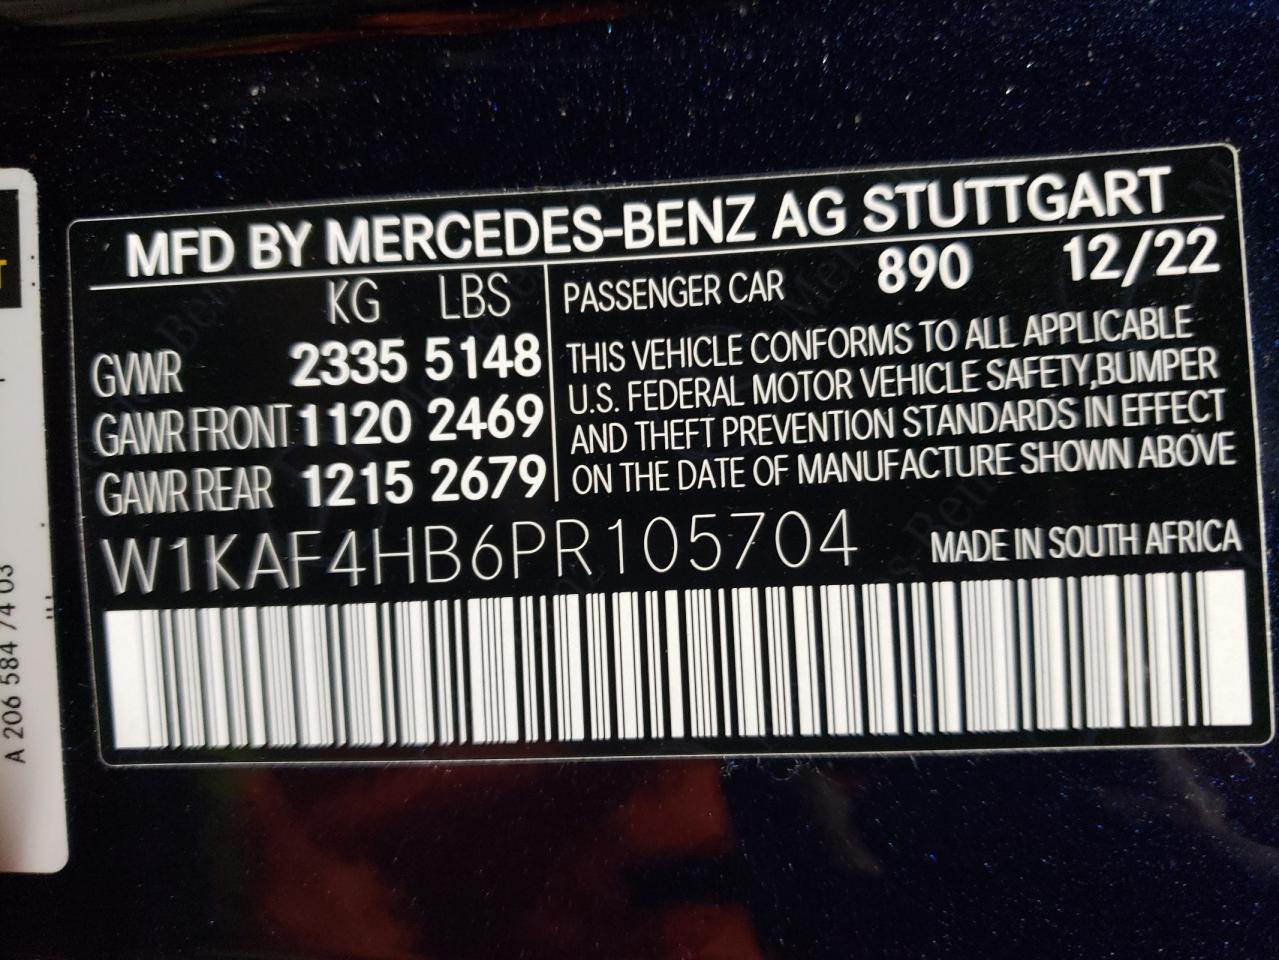 MFD BY MERCEDES-BENZ AG STUTTGART
KG LBS
GVWR 2335 5148
GAWR FRONT 1120 2469
GAWR REAR 1215 2679
PASSENGER CAR 890 12/22
THIS VEHICLE CONFORMS TO ALL APPLICABLE
U.S. FEDERAL MOTOR VEHICLE SAFETY,BUMPER
AND THEFT PREVENTION STANDARDS IN EFFECT
ON THE DATE OF MANUFACTURE SHOWN ABOVE
W1KAF4HB6PR105704
MADE IN SOUTH AFRICA
A 206 584 74 03